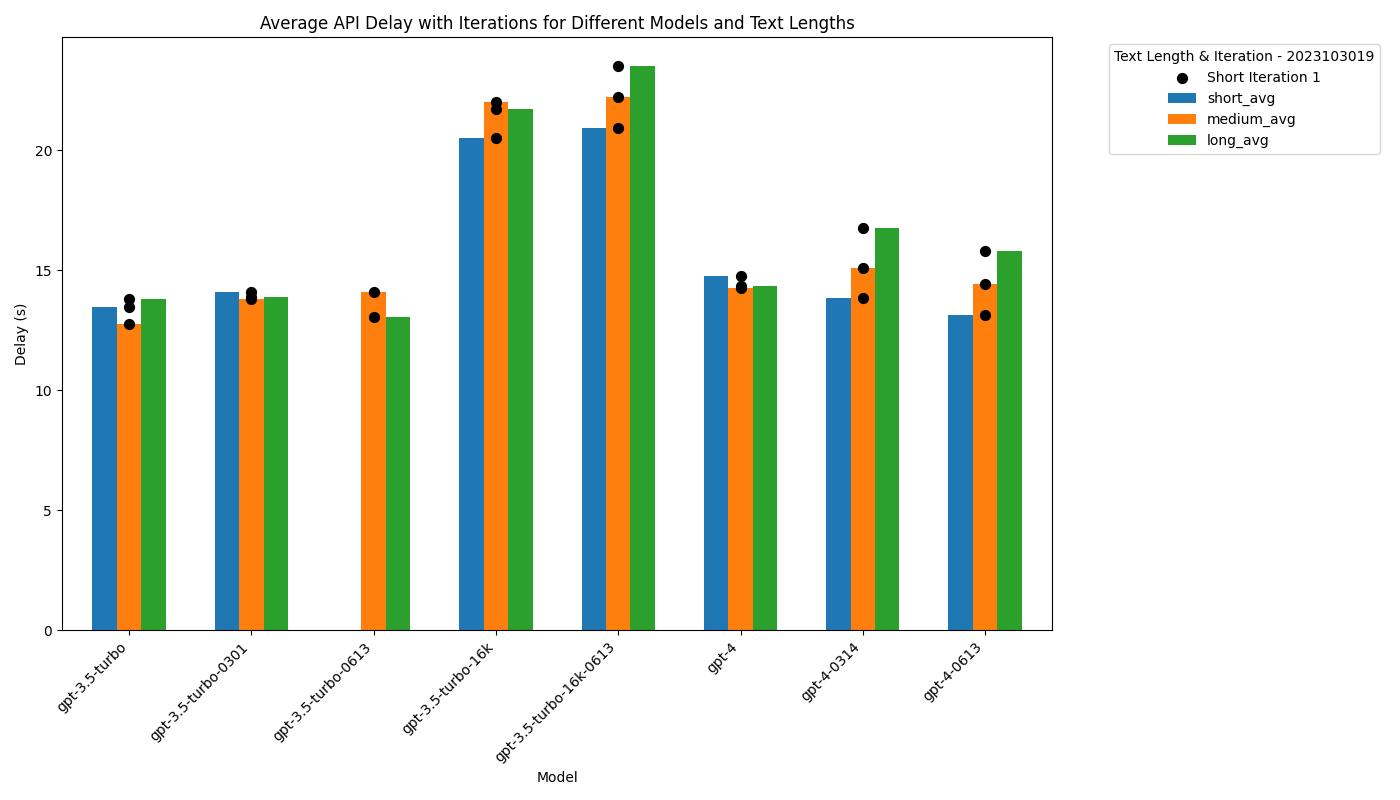 Average API Delay with Iterations for Different Models and Text Lengths
Text Length & Iteration - 2023103019
Short Iteration 1
short_avg
medium_avg
long_avg
Delay (s)
20
15
10
5
0
gpt-3.5-turbo
gpt-3.5-turbo-0301
gpt-3.5-turbo-0613
gpt-3.5-turbo-16k
gpt-3.5-turbo-16k-0613
gpt-4
gpt-4-0314
gpt-4-0613
Model